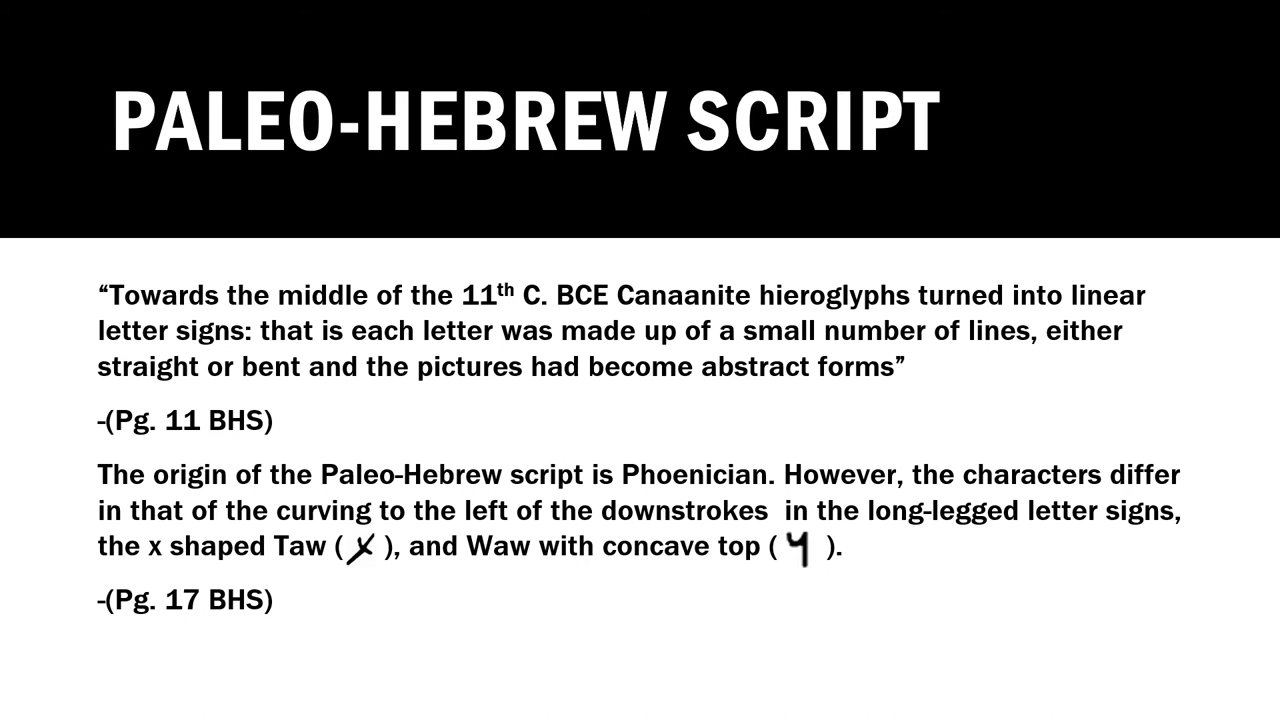 PALEO-HEBREW SCRIPT
“Towards the middle of the 11th C. BCE Canaanite hieroglyphs turned into linear
letter signs: that is each letter was made up of a small number of lines, either
straight or bent and the pictures had become abstract forms”
-(Pg. 11 BHS)
The origin of the Paleo-Hebrew script is Phoenician. However, the characters differ
in that of the curving to the left of the downstrokes  in the long-legged letter signs,
the x shaped Taw (𐤕), and Waw with concave top (𐤅).
-(Pg. 17 BHS)